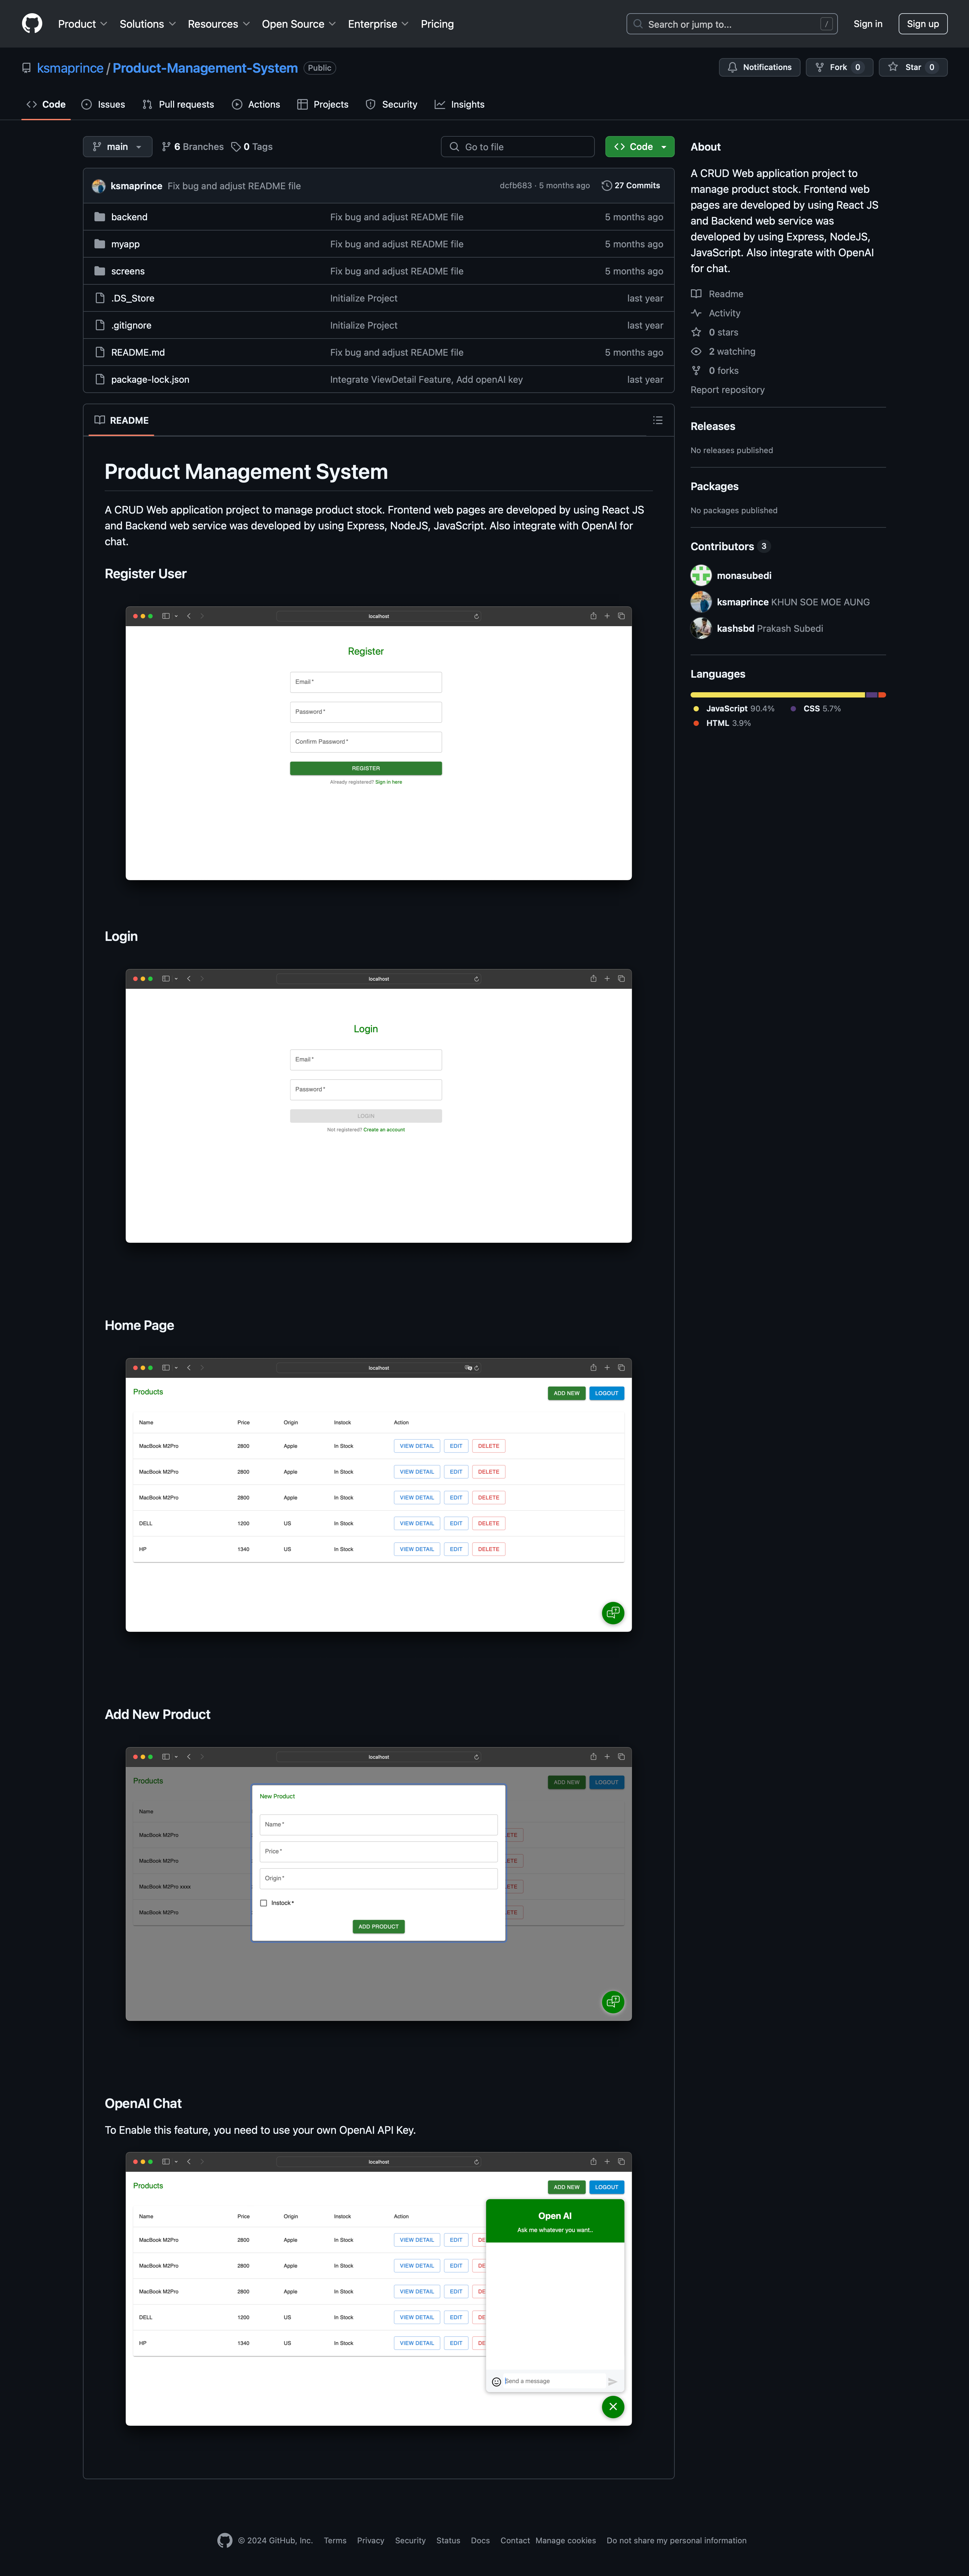 Product Solutions Resources Open Source Enterprise Pricing Search or jump to... / Sign in Sign up
ksmaprince / Product-Management-System Public Notifications Fork 0 Star 0
Code Issues Pull requests Actions Projects Security Insights
main 6 Branches 0 Tags Go to file Code
ksmaprince Fix bug and adjust README file dcfb683 · 5 months ago 27 Commits
backend Fix bug and adjust README file 5 months ago
myapp Fix bug and adjust README file 5 months ago
screens Fix bug and adjust README file 5 months ago
.DS_Store Initialize Project last year
.gitignore Initialize Project last year
README.md Fix bug and adjust README file 5 months ago
package-lock.json Integrate ViewDetail Feature, Add openAI key last year
README
Product Management System
A CRUD Web application project to manage product stock. Frontend web pages are developed by using React JS
and Backend web service was developed by using Express, NodeJS, JavaScript. Also integrate with OpenAI for
chat.
Register User
localhost
Register
Email *
Password *
Confirm Password *
REGISTER
Already registered? Sign in here
Login
localhost
Login
Email *
Password *
LOGIN
Not registered? Create an account
Home Page
localhost
Products ADD NEW LOGOUT
Name Price Origin Instock Action
MacBook M2Pro 2800 Apple In Stock VIEW DETAIL EDIT DELETE
MacBook M2Pro 2800 Apple In Stock VIEW DETAIL EDIT DELETE
MacBook M2Pro 2800 Apple In Stock VIEW DETAIL EDIT DELETE
DELL 1200 US In Stock VIEW DETAIL EDIT DELETE
HP 1340 US In Stock VIEW DETAIL EDIT DELETE
Add New Product
localhost
Products ADD NEW LOGOUT
Name
MacBook M2Pro ETE
MacBook M2Pro ETE
MacBook M2Pro xxxx ETE
MacBook M2Pro ETE
New Product
Name *
Price *
Origin *
Instock *
ADD PRODUCT
OpenAI Chat
To Enable this feature, you need to use your own OpenAI API Key.
localhost
Products ADD NEW LOGOUT
Name Price Origin Instock Action
MacBook M2Pro 2800 Apple In Stock VIEW DETAIL EDIT DE
MacBook M2Pro 2800 Apple In Stock VIEW DETAIL EDIT DE
MacBook M2Pro 2800 Apple In Stock VIEW DETAIL EDIT DE
DELL 1200 US In Stock VIEW DETAIL EDIT DE
HP 1340 US In Stock VIEW DETAIL EDIT DE
Open AI
Ask me whatever you want..
Send a message
About
A CRUD Web application project to
manage product stock. Frontend web
pages are developed by using React JS
and Backend web service was
developed by using Express, NodeJS,
JavaScript. Also integrate with OpenAI
for chat.
Readme
Activity
0 stars
2 watching
0 forks
Report repository
Releases
No releases published
Packages
No packages published
Contributors 3
monasubedi
ksmaprince KHUN SOE MOE AUNG
kashsbd Prakash Subedi
Languages
JavaScript 90.4% CSS 5.7%
HTML 3.9%
© 2024 GitHub, Inc. Terms Privacy Security Status Docs Contact Manage cookies Do not share my personal information